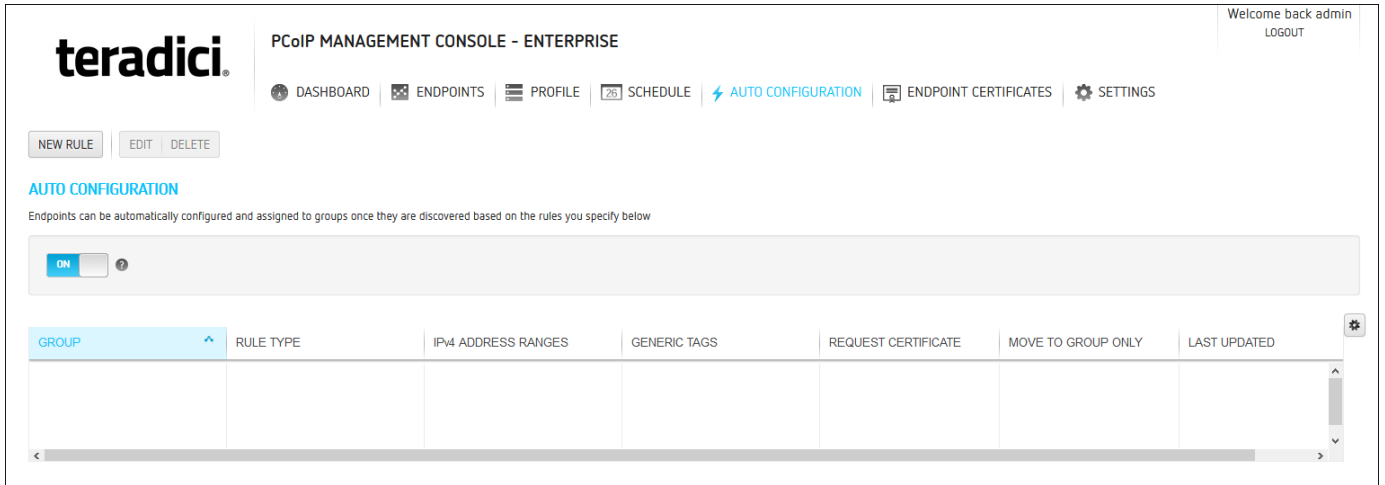 Welcome back admin
LOGOUT
teradici®
PCoIP MANAGEMENT CONSOLE - ENTERPRISE
DASHBOARD ENDPOINTS PROFILE 26 SCHEDULE AUTO CONFIGURATION ENDPOINT CERTIFICATES SETTINGS
NEW RULE EDIT DELETE
AUTO CONFIGURATION
Endpoints can be automatically configured and assigned to groups once they are discovered based on the rules you specify below
ON ?
GROUP RULE TYPE IPv4 ADDRESS RANGES GENERIC TAGS REQUEST CERTIFICATE MOVE TO GROUP ONLY LAST UPDATED